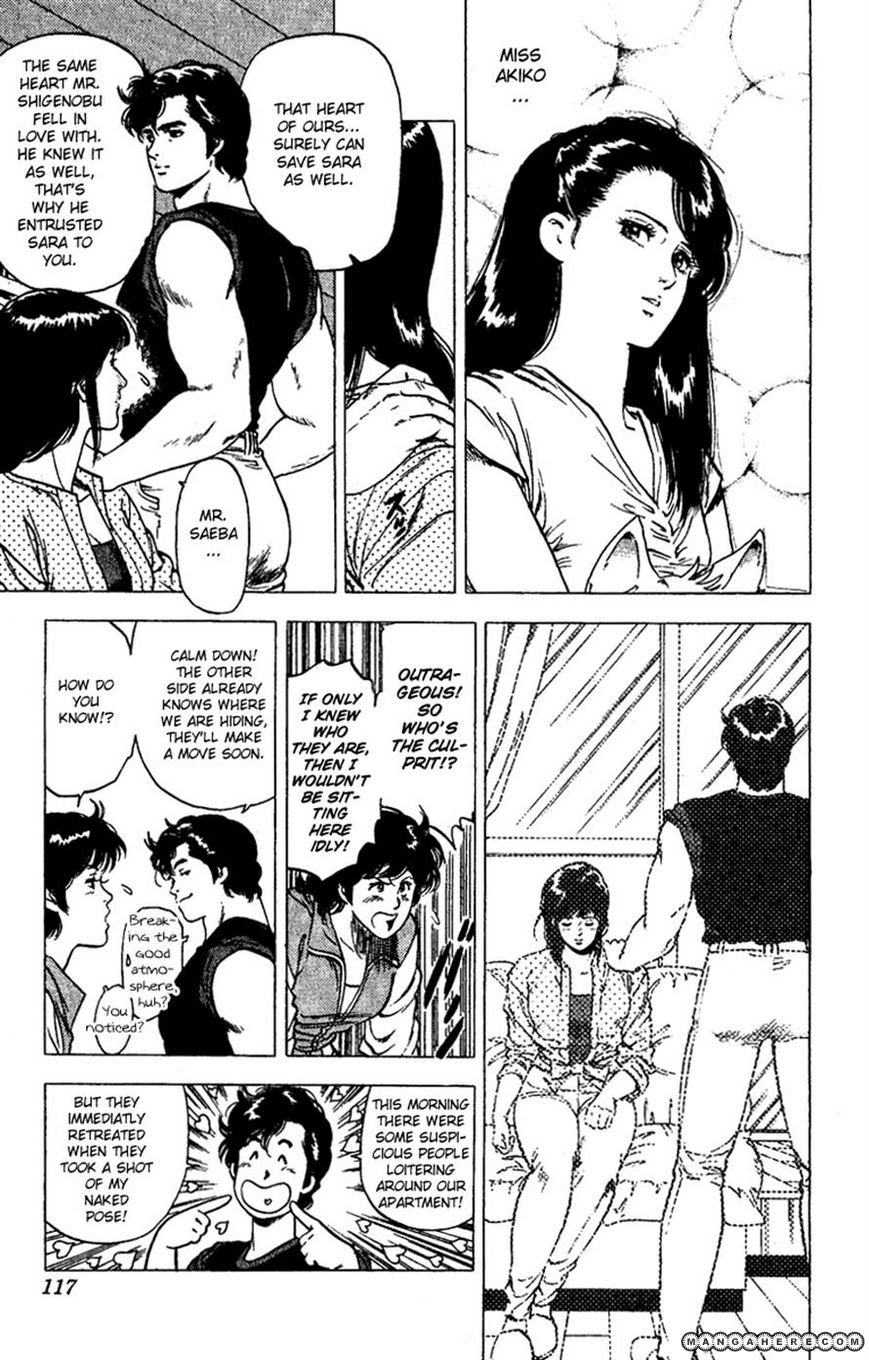 MISS
AKIKO
...
THAT HEART
OF OURS...
SURELY CAN
SAVE SARA
AS WELL.
THE SAME
HEART MR.
SHIGENOBU
FELL IN
LOVE WITH.
HE KNEW IT
AS WELL,
THAT'S
WHY HE
ENTRUSTED
SARA TO
YOU.
MR.
SAEBA
...
OUTRA-
GEOUS!
SO
WHO'S
THE CUL-
PRIT!?
IF ONLY
I KNEW
WHO
THEY ARE,
THEN I
WOULDN'T
BE SIT-
TING
HERE
IDLY!
CALM DOWN!
THE OTHER
SIDE ALREADY
KNOWS WHERE
WE ARE HIDING,
THEY'LL MAKE
A MOVE SOON.
HOW DO
YOU
KNOW!?
Break-
ing the
good
atmo-
sphere,
huh?
You
noticed?
THIS MORNING
THERE WERE
SOME SUSPI-
CIOUS PEOPLE
LOITERING
AROUND OUR
APARTMENT!
BUT THEY
IMMEDIATLY
RETREATED
WHEN THEY
TOOK A SHOT
OF MY
NAKED
POSE!
117
MANGAHERE.COM